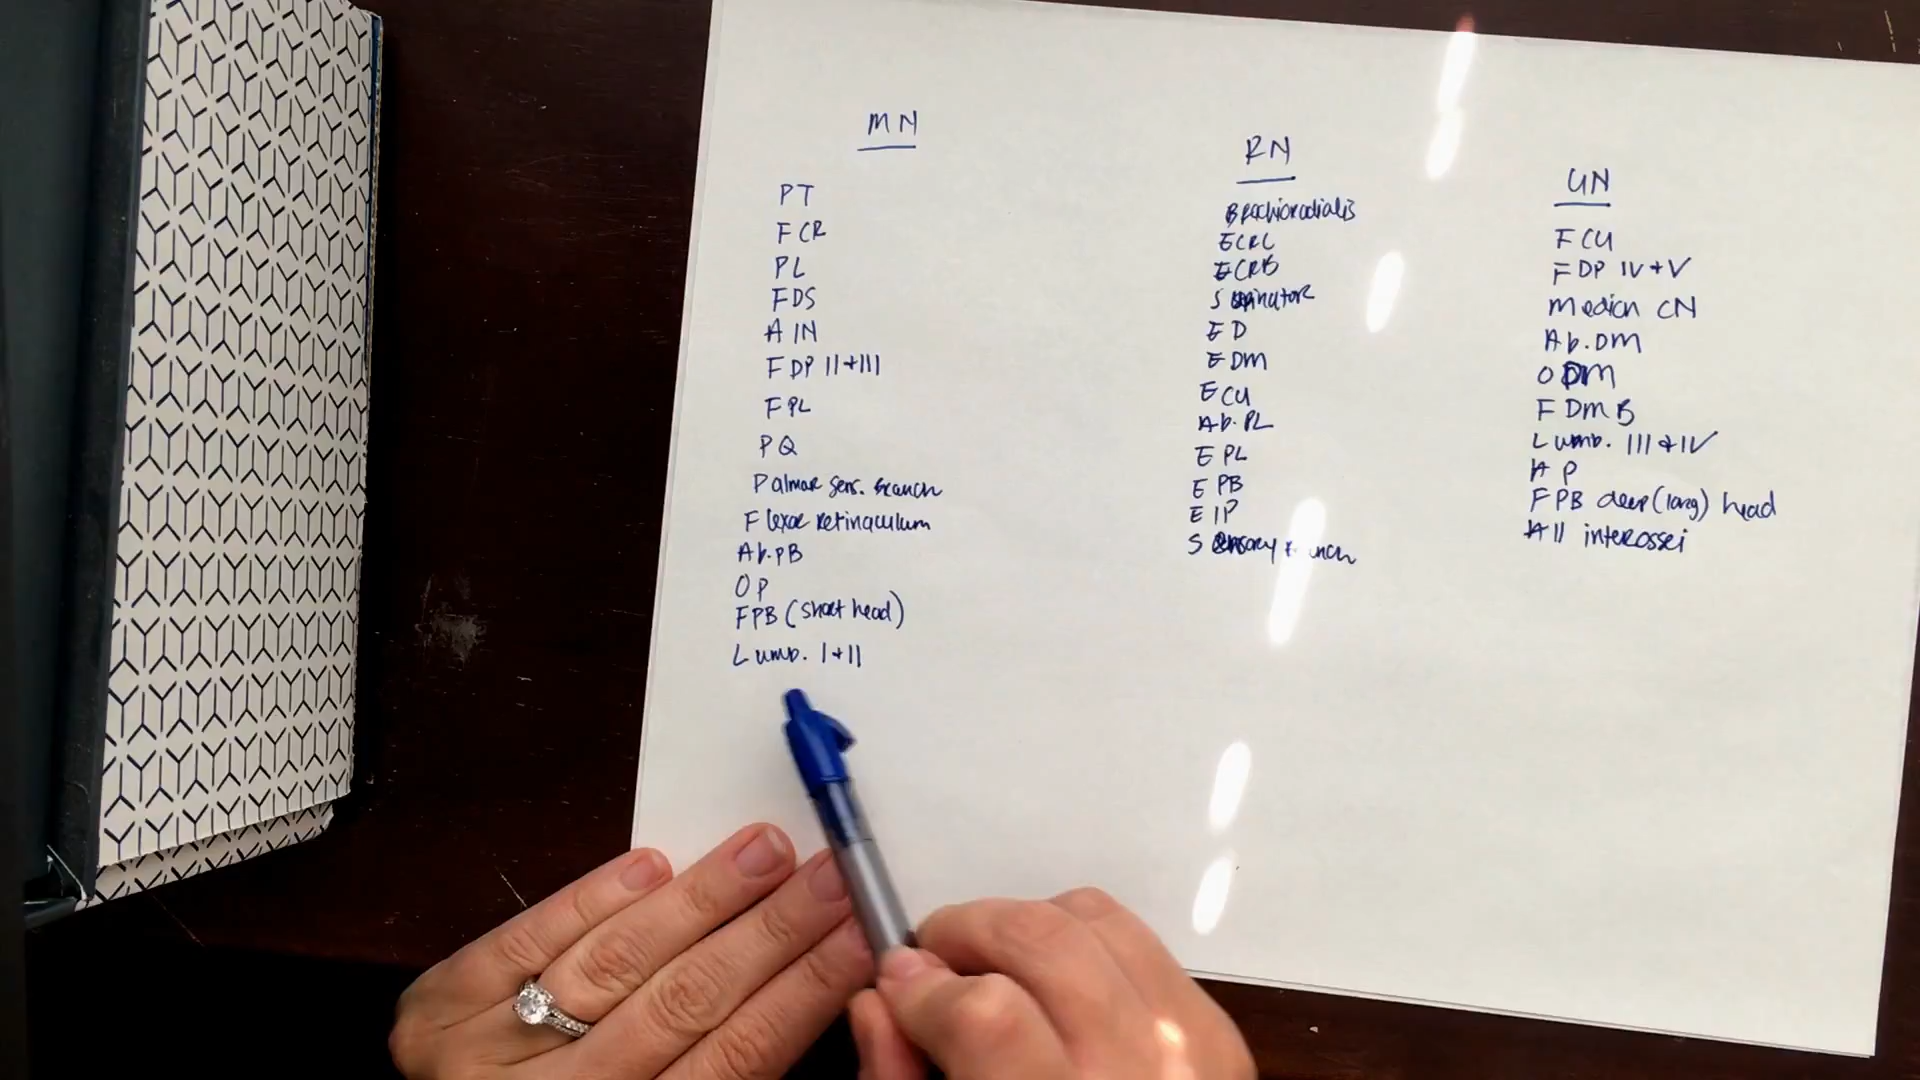 MN
PT
FCR
PL
FDS
AIN
FDP II+III
FPL
PQ
Palmar sens. branch
Flexor retinaculum
Ab.PB
OP
FPB (short head)
Lumb. I+II
RN
Brachioradialis
ECRL
ECRB
Supinator
ED
EDM
ECU
Ab.PL
EPL
EPB
EIP
Sensory
UN
FCU
FDP IV+V
Median CN
Ab.DM
ODM
FDMB
Lumb. III+IV
AP
FPB deep (long) head
All interossei